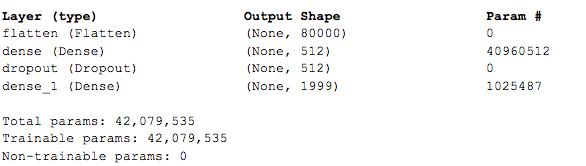 Layer (type) Output Shape Param #
flatten (Flatten) (None, 80000) 0
dense (Dense) (None, 512) 40960512
dropout (Dropout) (None, 512) 0
dense_1 (Dense) (None, 1999) 1025487
Total params: 42,079,535
Trainable params: 42,079,535
Non-trainable params: 0